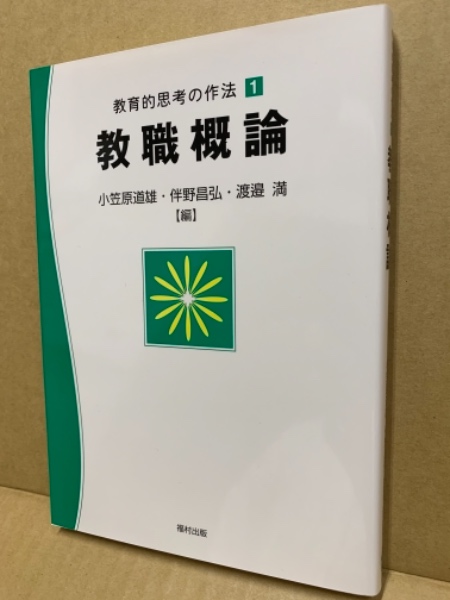 教育的思考の作法 1
教職概論
小笠原道雄・伴野昌弘・渡邉 満
【編】
福村出版